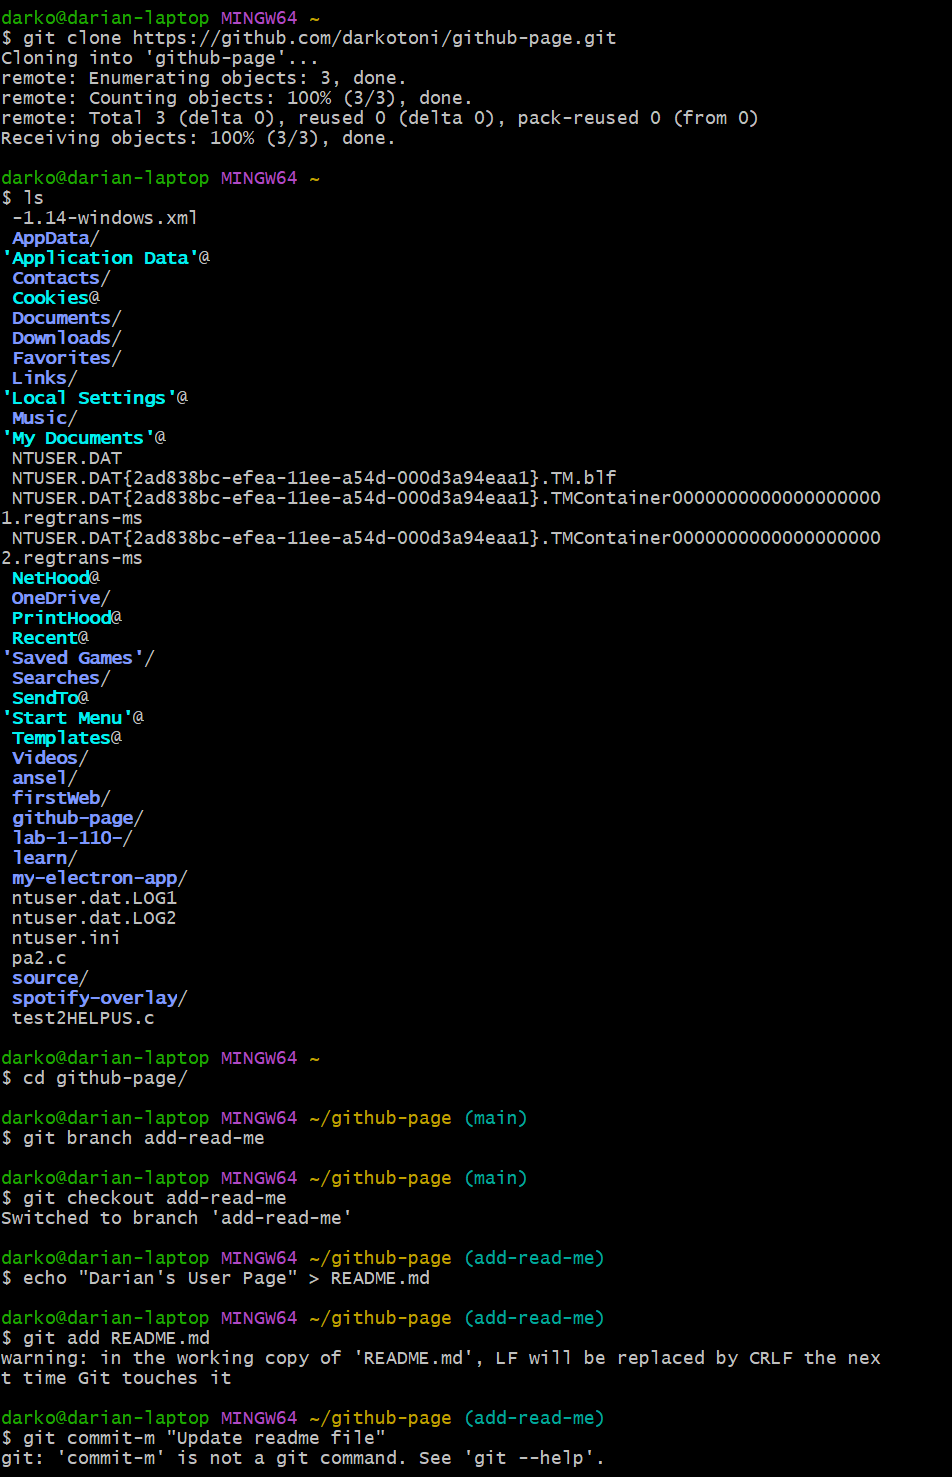 darko@darian-laptop MINGW64 ~
$ git clone https://github.com/darkotoni/github-page.git
Cloning into 'github-page'...
remote: Enumerating objects: 3, done.
remote: Counting objects: 100% (3/3), done.
remote: Total 3 (delta 0), reused 0 (delta 0), pack-reused 0 (from 0)
Receiving objects: 100% (3/3), done.
darko@darian-laptop MINGW64 ~
$ ls
-1.14-windows.xml
AppData/
'Application Data'@
Contacts/
Cookies@
Documents/
Downloads/
Favorites/
Links/
'Local Settings'@
Music/
'My Documents'@
NTUSER.DAT
NTUSER.DAT{2ad838bc-efea-11ee-a54d-000d3a94eaa1}.TM.blf
NTUSER.DAT{2ad838bc-efea-11ee-a54d-000d3a94eaa1}.TMContainer0000000000000000000
1.regtrans-ms
NTUSER.DAT{2ad838bc-efea-11ee-a54d-000d3a94eaa1}.TMContainer0000000000000000000
2.regtrans-ms
NetHood@
OneDrive/
PrintHood@
Recent@
'Saved Games'/
Searches/
SendTo@
'Start Menu'@
Templates@
Videos/
ansel/
firstWeb/
github-page/
lab-1-110-/
learn/
my-electron-app/
ntuser.dat.LOG1
ntuser.dat.LOG2
ntuser.ini
pa2.c
source/
spotify-overlay/
test2HELPUS.c
darko@darian-laptop MINGW64 ~
$ cd github-page/
darko@darian-laptop MINGW64 ~/github-page (main)
$ git branch add-read-me
darko@darian-laptop MINGW64 ~/github-page (main)
$ git checkout add-read-me
Switched to branch 'add-read-me'
darko@darian-laptop MINGW64 ~/github-page (add-read-me)
$ echo "Darian's User Page" > README.md
darko@darian-laptop MINGW64 ~/github-page (add-read-me)
$ git add README.md
warning: in the working copy of 'README.md', LF will be replaced by CRLF the nex
t time Git touches it
darko@darian-laptop MINGW64 ~/github-page (add-read-me)
$ git commit-m "Update readme file"
git: 'commit-m' is not a git command. See 'git --help'.